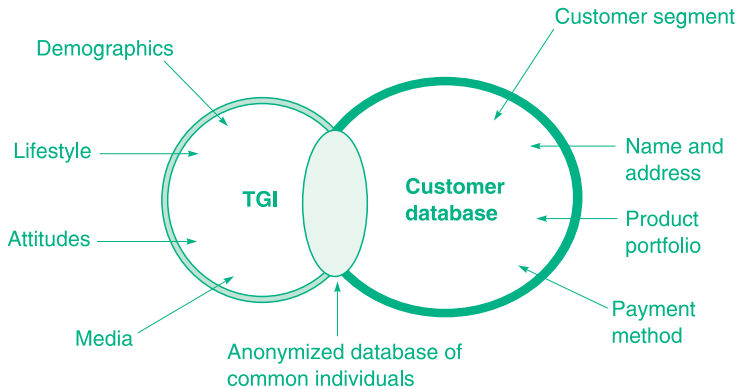 Customer segment
Demographics
Lifestyle
Name and
address
TGI
Customer
database
Attitudes
Product
portfolio
Media
Payment
method
Anonymized database of
common individuals